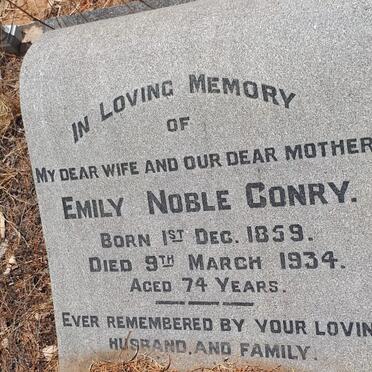 IN LOVING MEMORY
OF
MY DEAR WIFE AND OUR DEAR MOTHER
EMILY NOBLE CONRY.
BORN 1ST DEC. 1859.
DIED 9TH MARCH 1934.
AGED 74 YEARS.
EVER REMEMBERED BY YOUR LOVIN
HUSBAND, AND FAMILY.